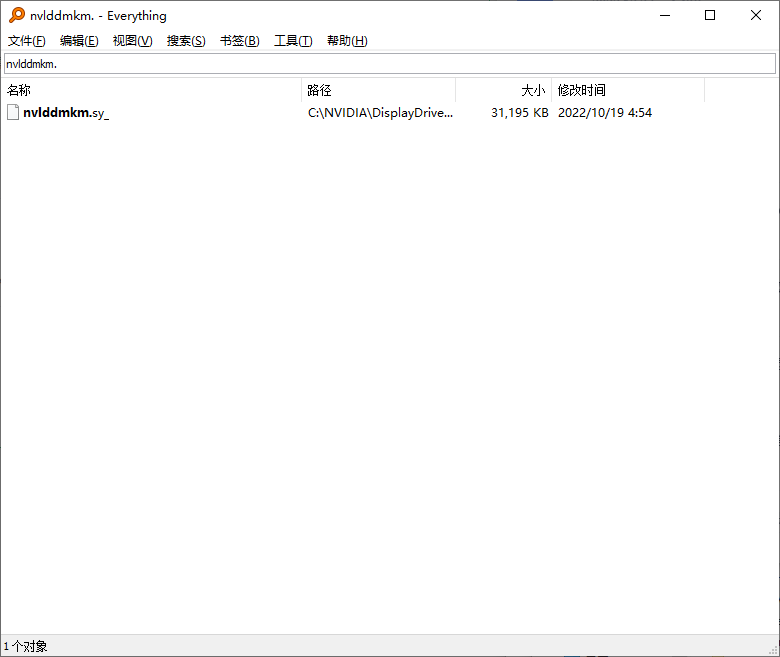 nvlddmkm. - Everything
文件(F) 编辑(E) 视图(V) 搜索(S) 书签(B) 工具(T) 帮助(H)
nvlddmkm.
名称 路径 大小 修改时间
nvlddmkm.sy_ C:\NVIDIA\DisplayDrive... 31,195 KB 2022/10/19 4:54
1 个对象